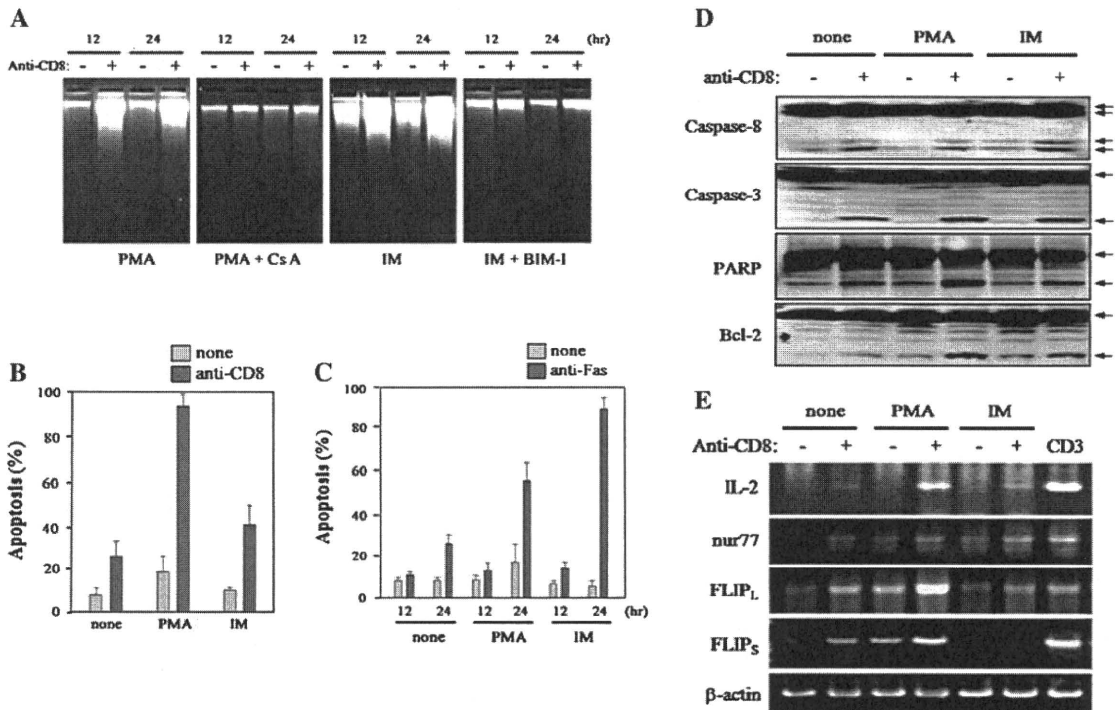 A
12 24 12 24 12 24 12 24 (hr)
Anti-CD8: - + - + - + - + - + - + - + - +
PMA PMA + CsA IM IM + BIM-I
B
none
anti-CD8
Apoptosis (%)
100
80
60
40
20
0
none PMA IM
C
none
anti-Fas
Apoptosis (%)
100
80
60
40
20
0
12 24 12 24 12 24 (hr)
none PMA IM
D
none PMA IM
anti-CD8: - + - + - +
Caspase-8
Caspase-3
PARP
Bcl-2
E
none PMA IM
Anti-CD8: - + - + - + CD3
IL-2
nur77
FLIPL
FLIPS
β-actin